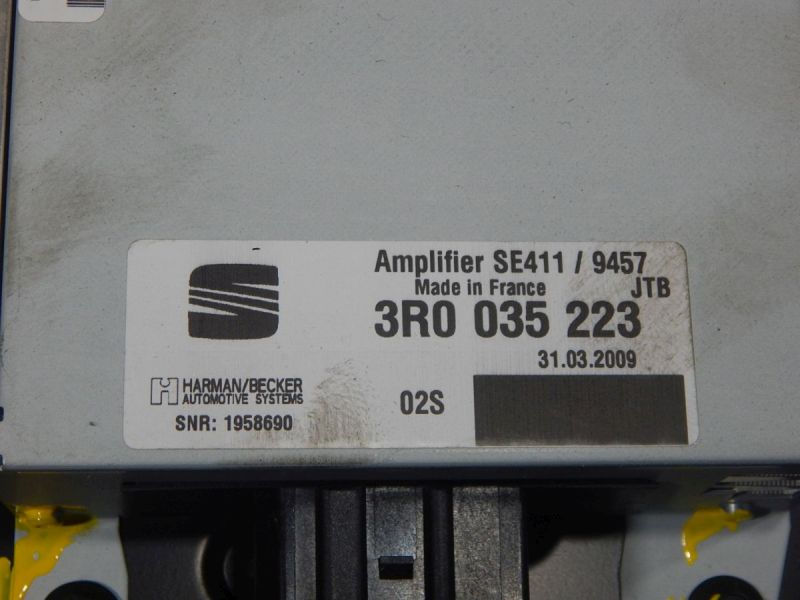 Amplifier SE411 / 9457
Made in France JTB
3R0 035 223
31.03.2009
HARMAN/BECKER
AUTOMOTIVE SYSTEMS
02S
SNR: 1958690